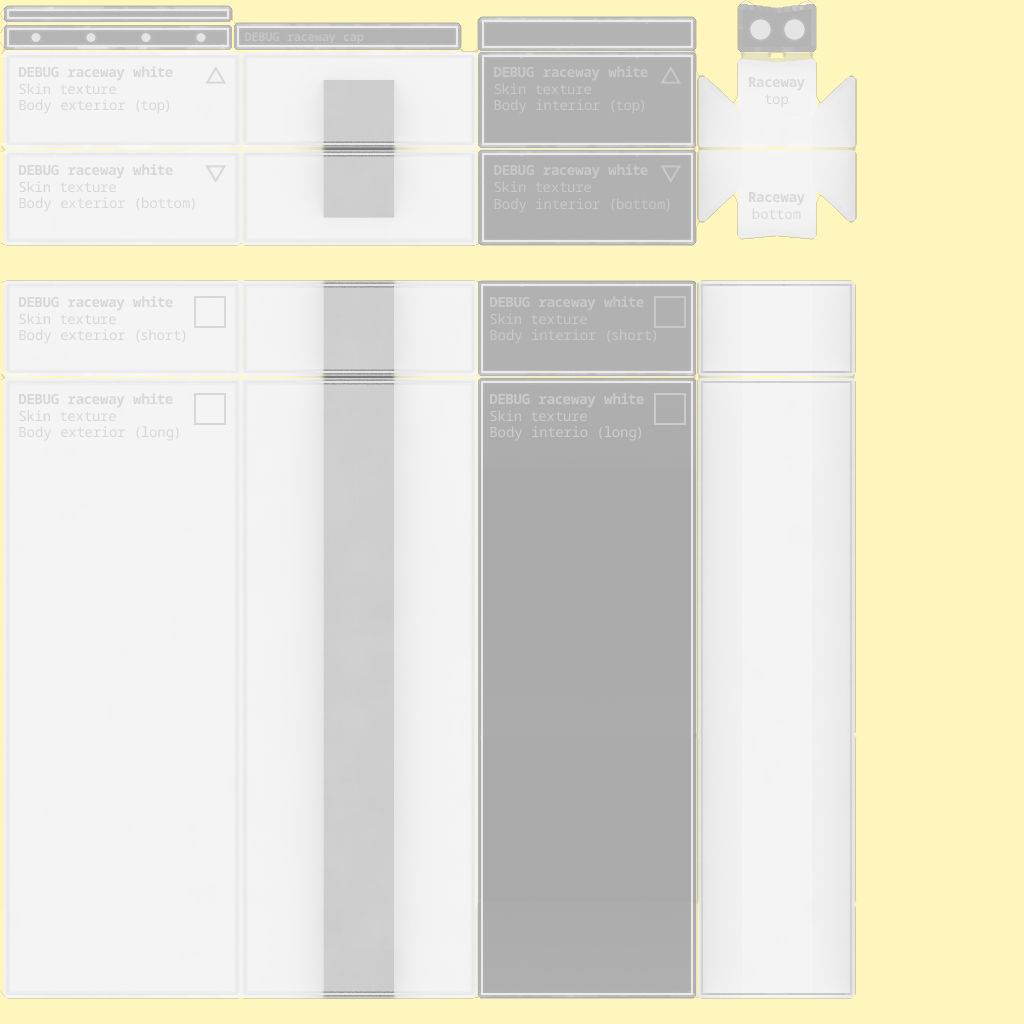 DEBUG raceway cap
DEBUG raceway white
Skin texture
Body exterior (top)
DEBUG raceway white
Skin texture
Body interior (top)
Raceway
top
DEBUG raceway white
Skin texture
Body exterior (bottom)
DEBUG raceway white
Skin texture
Body interior (bottom)
Raceway
bottom
DEBUG raceway white
Skin texture
Body exterior (short)
DEBUG raceway white
Skin texture
Body interior (short)
DEBUG raceway white
Skin texture
Body exterior (long)
DEBUG raceway white
Skin texture
Body interio (long)